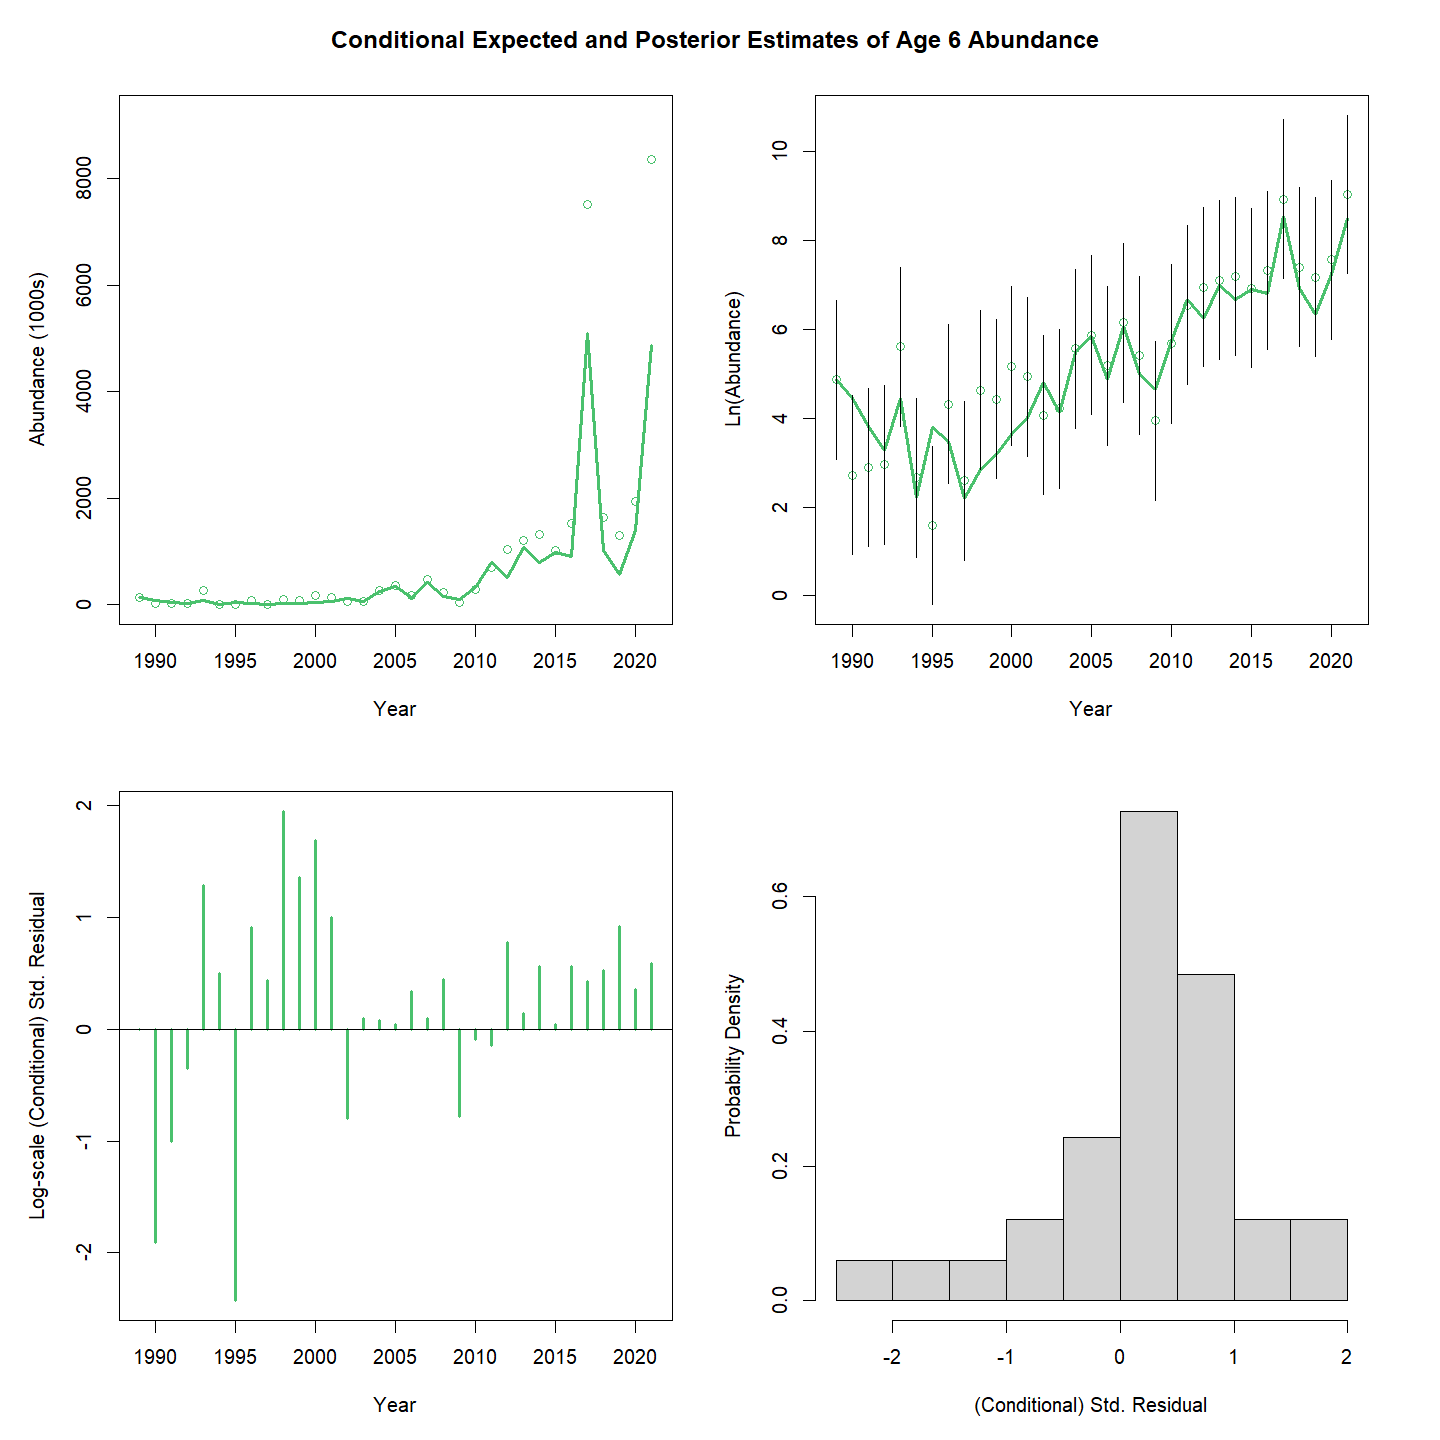 Conditional Expected and Posterior Estimates of Age 6 Abundance
Abundance (1000s)
8000
6000
4000
2000
0
1990 1995 2000 2005 2010 2015 2020
Year
Ln(Abundance)
10
8
6
4
2
0
1990 1995 2000 2005 2010 2015 2020
Year
Log-scale (Conditional) Std. Residual
2
1
0
-1
-2
1990 1995 2000 2005 2010 2015 2020
Year
Probability Density
0.6
0.4
0.2
0.0
-2 -1 0 1 2
(Conditional) Std. Residual